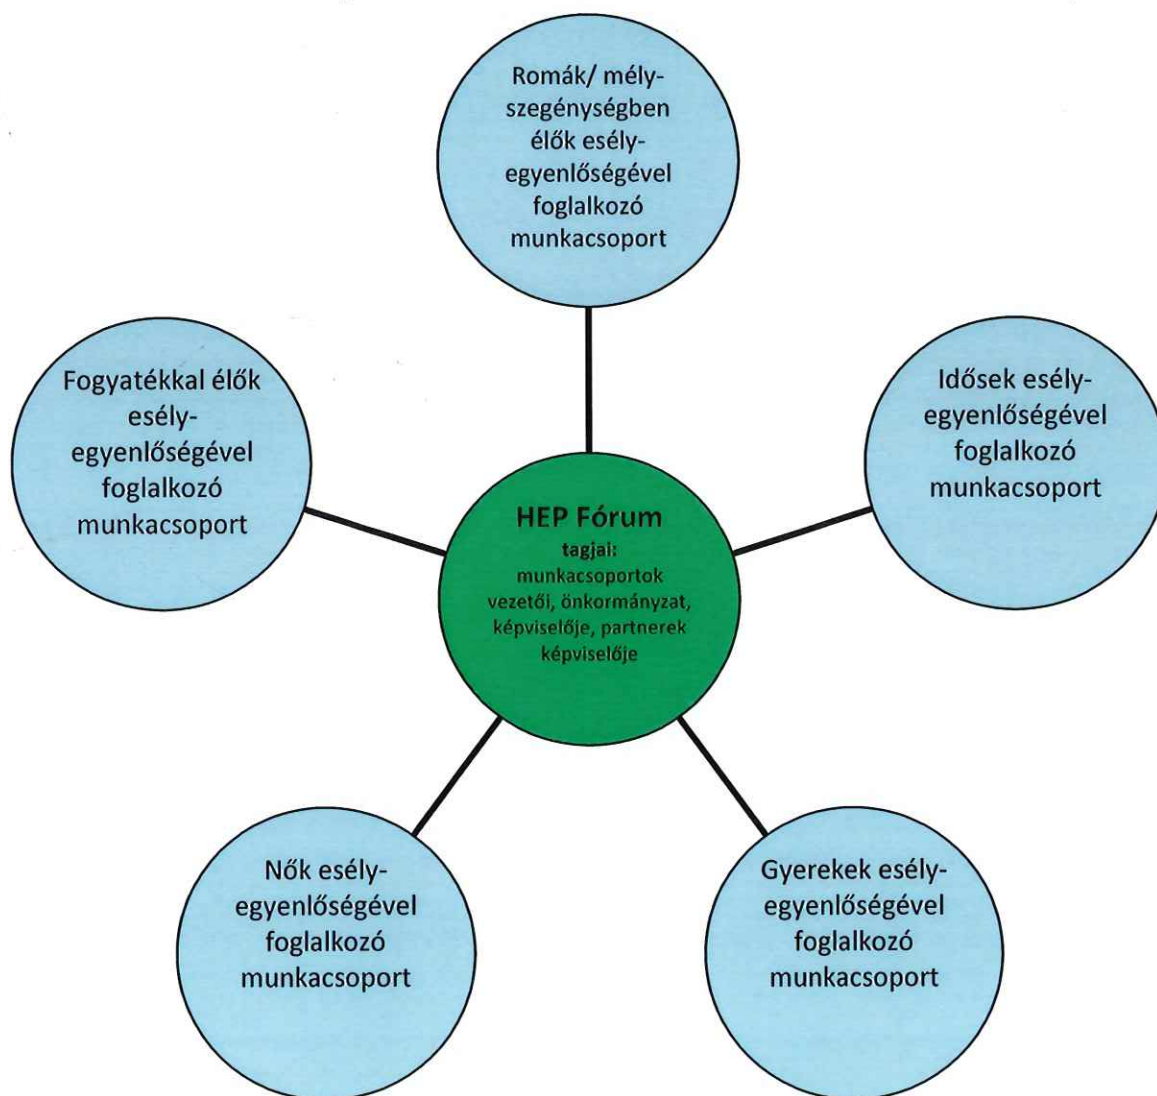 Romák/ mély-
szegénységben
élők esély-
egyenlőségével
foglalkozó
munkacsoport
Fogyatékkal élők
esély-
egyenlőségével
foglalkozó
munkacsoport
Idősek esély-
egyenlőségével
foglalkozó
munkacsoport
HEP Fórum
tagjai:
munkacsoportok
vezetői, önkormányzat,
képviselője, partnerek
képviselője
Nők esély-
egyenlőségével
foglalkozó
munkacsoport
Gyerekek esély-
egyenlőségével
foglalkozó
munkacsoport